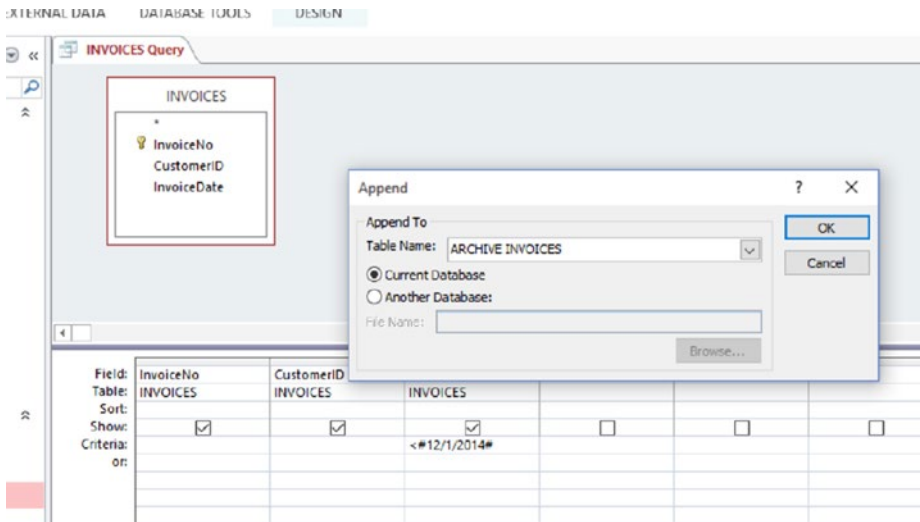 EXTERNAL DATA DATABASE TOOLS DESIGN
INVOICES Query
INVOICES
*
InvoiceNo
CustomerID
InvoiceDate
Append ?
Append To
Table Name: ARCHIVE INVOICES
Current Database
Another Database:
File Name:
OK
Cancel
Browse...
Field: InvoiceNo CustomerID
Table: INVOICES INVOICES INVOICES
Sort:
Show:
Criteria: <#12/1/2014#
or: